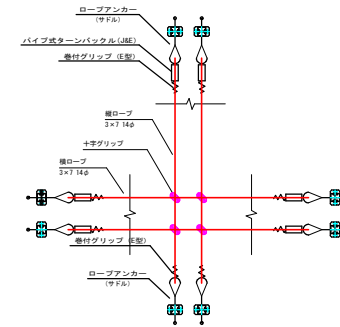 ロープアンカー
(サドル)
パイプ式ターンバックル(J&E)
巻付グリップ(E型)
縦ロープ
3×7 14φ
十字グリップ
横ロープ
3×7 14φ
巻付グリップ(E型)
ロープアンカー
(サドル)